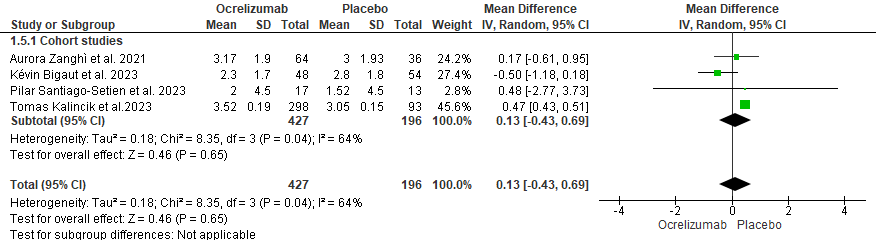 Ocrelizumab Placebo Mean Difference Mean Difference
Study or Subgroup Mean SD Total Mean SD Total Weight IV, Random, 95% CI IV, Random, 95% CI
1.5.1 Cohort studies
Aurora Zanghì et al. 2021 3.17 1.9 64 3 1.93 36 24.2% 0.17 [-0.61, 0.95]
Kévin Bigaut et al. 2023 2.3 1.7 48 2.8 1.8 54 27.4% -0.50 [-1.18, 0.18]
Pilar Santiago-Setien et al. 2023 2 4.5 17 1.52 4.5 13 2.8% 0.48 [-2.77, 3.73]
Tomas Kalincik et al.2023 3.52 0.19 298 3.05 0.15 93 45.6% 0.47 [0.43, 0.51]
Subtotal (95% CI) 427 196 100.0% 0.13 [-0.43, 0.69]
Heterogeneity: Tau² = 0.18; Chi² = 8.35, df = 3 (P = 0.04); I² = 64%
Test for overall effect: Z = 0.46 (P = 0.65)
Total (95% CI) 427 196 100.0% 0.13 [-0.43, 0.69]
Heterogeneity: Tau² = 0.18; Chi² = 8.35, df = 3 (P = 0.04); I² = 64%
Test for overall effect: Z = 0.46 (P = 0.65)
Test for subgroup differences: Not applicable
-4 -2 0 2 4
Ocrelizumab Placebo